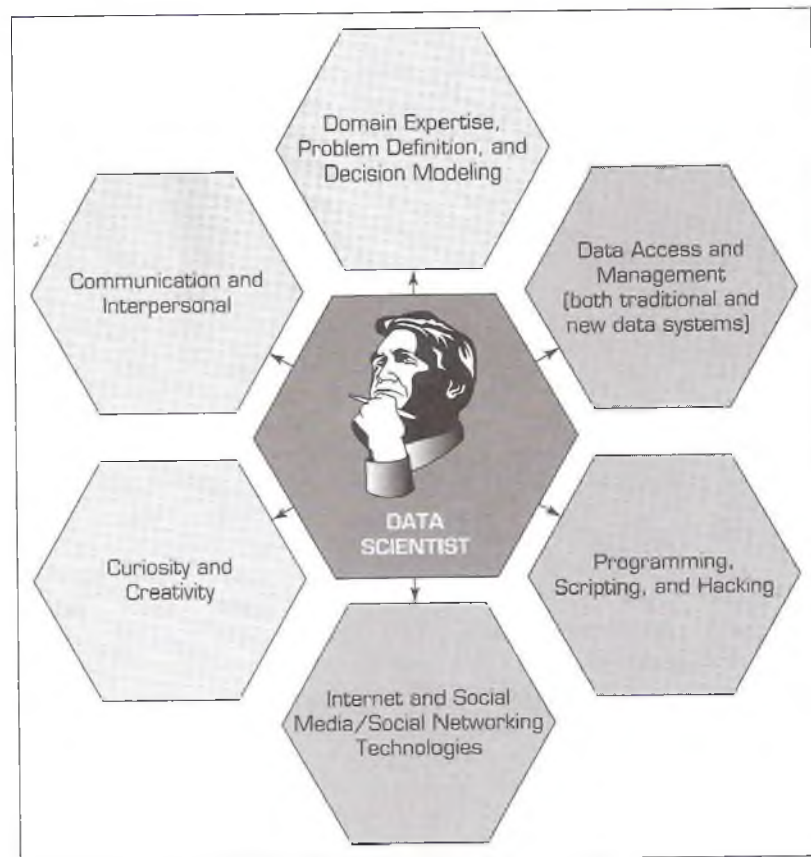 Domain Expertise,
Problem Definition, and
Decision Modeling
Data Access and
Management
(both traditional and
new data systems)
Programming,
Scripting, and Hacking
Internet and Social
Media/Social Networking
Technologies
Curiosity and
Creativity
Communication and
Interpersonal
DATA
SCIENTIST